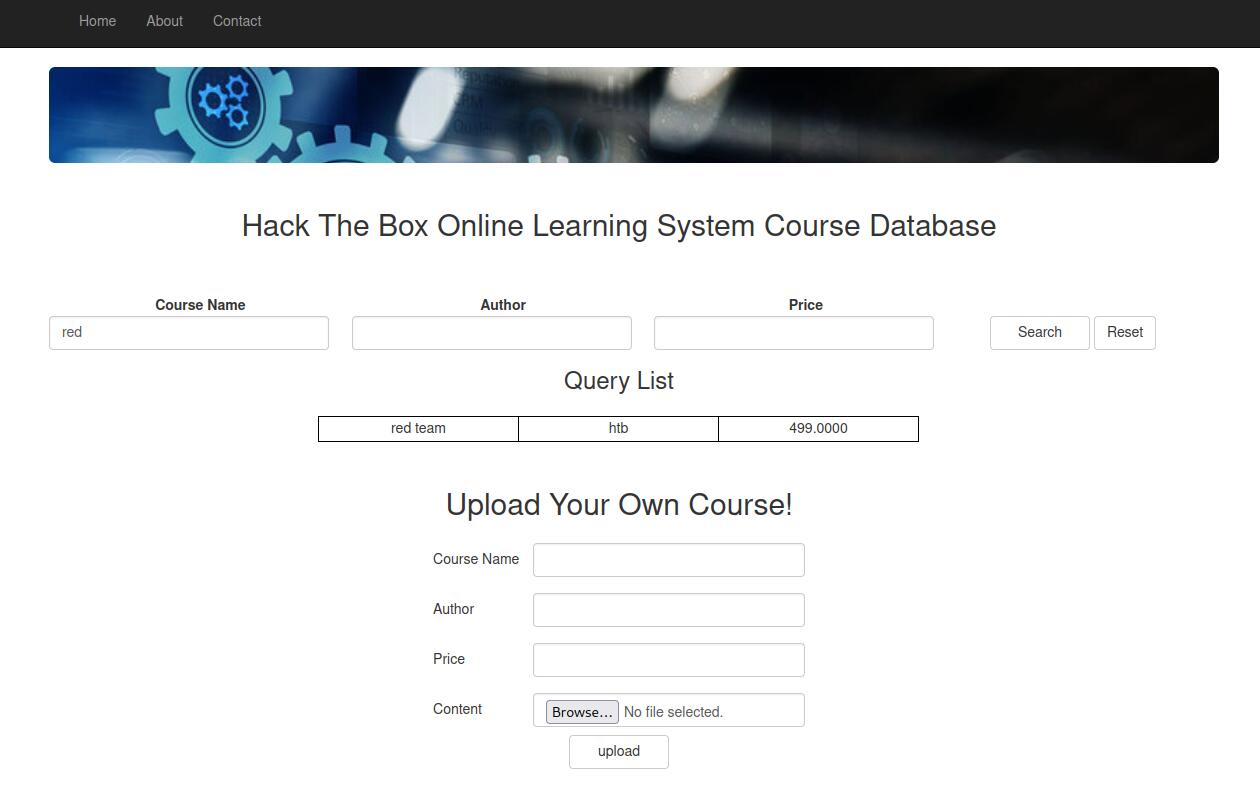 Home About Contact
CRM
Hack The Box Online Learning System Course Database
Course Name Author Price
red Search Reset
Query List
red team htb 499.0000
Upload Your Own Course!
Course Name
Author
Price
Content Browse... No file selected.
upload